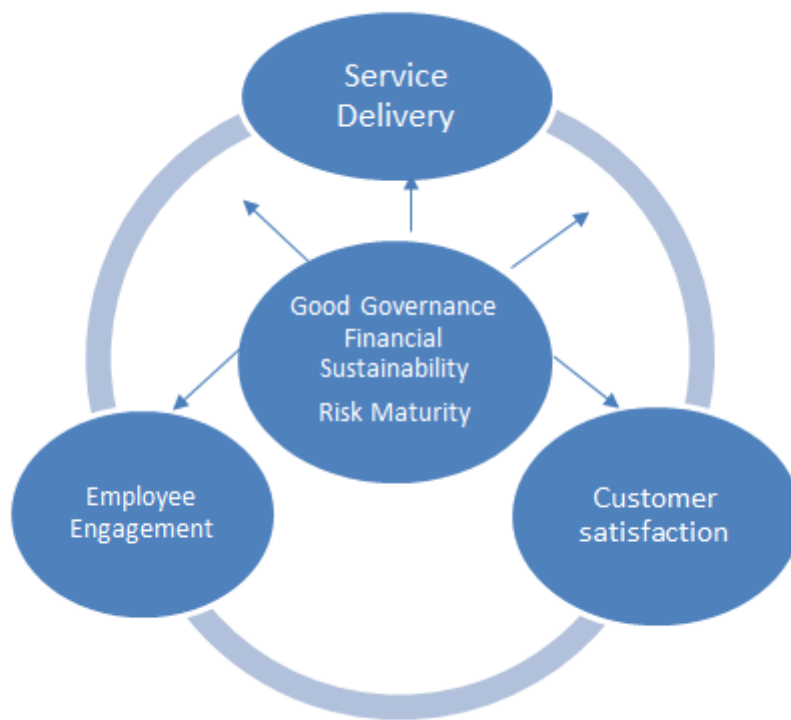 Service
Delivery
Good Governance
Financial
Sustainability
Risk Maturity
Employee
Engagement
Customer
satisfaction